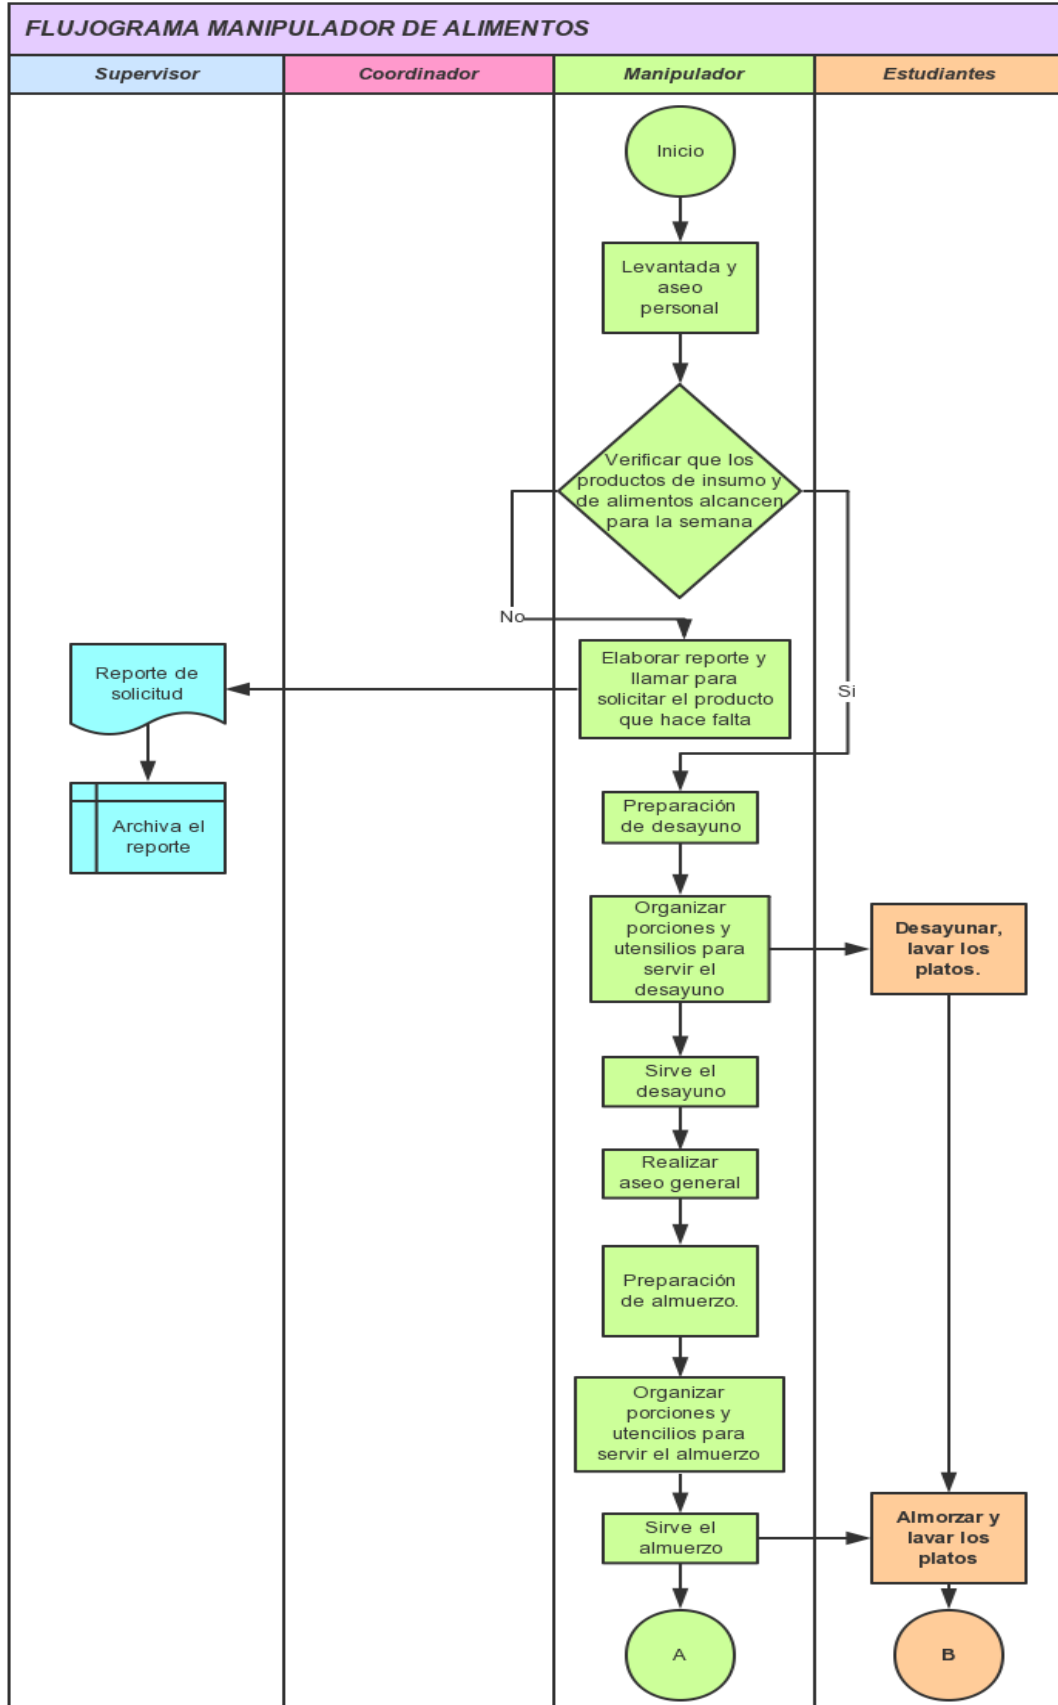 FLUJOGRAMA MANIPULADOR DE ALIMENTOS
Supervisor
Coordinador
Manipulador
Estudiantes
Inicio
Levantada y
aseo
personal
Verificar que los
productos de insumo y
de alimentos alcancen
para la semana
No
Elaborar reporte y
llamar para
solicitar el producto
que hace falta
Si
Reporte de
solicitud
Archiva el
reporte
Preparación
de desayuno
Organizar
porciones y
utensilios para
servir el
desayuno
Desayunar,
lavar los
platos.
Sirve el
desayuno
Realizar
aseo general
Preparación
de almuerzo.
Organizar
porciones y
utencilios para
servir el almuerzo
Sirve el
almuerzo
Almorzar y
lavar los
platos
A
B